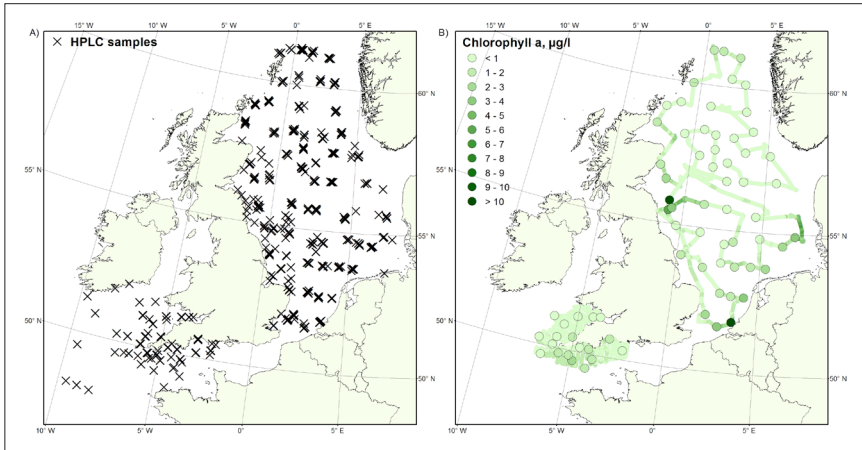 15° W 10° W 5° W 0° 5° E 10° E
A) HPLC samples
60° N
55° N
55° N
50° N
50° N
10° W 5° W 0° 5° E
15° W 10° W 5° W 0° 5° E 10° E
B) Chlorophyll a, µg/l
< 1
1 - 2
2 - 3
3 - 4
4 - 5
5 - 6
6 - 7
7 - 8
8 - 9
9 - 10
> 10
60° N
55° N
55° N
50° N
50° N
10° W 5° W 0° 5° E